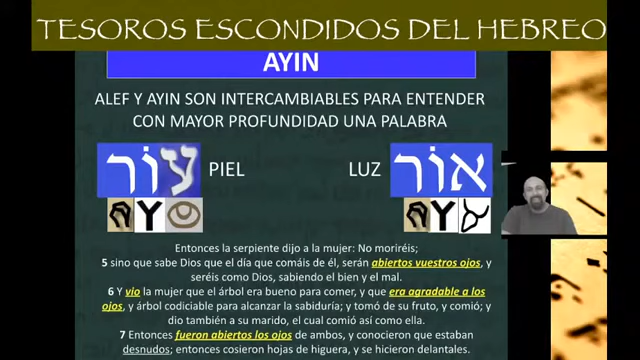 TESOROS ESCONDIDOS DEL HEBREO
AYIN
ALEF Y AYIN SON INTERCAMBIABLES PARA ENTENDER
CON MAYOR PROFUNDIDAD UNA PALABRA
עוֹר PIEL LUZ אוֹר
Entonces la serpiente dijo a la mujer: No moriréis;
5 sino que sabe Dios que el día que comáis de él, serán abiertos vuestros ojos, y
seréis como Dios, sabiendo el bien y el mal.
6 Y vio la mujer que el árbol era bueno para comer, y que era agradable a los
ojos, y árbol codiciable para alcanzar la sabiduría; y tomó de su fruto, y comió; y
dio también a su marido, el cual comió así como ella.
7 Entonces fueron abiertos los ojos de ambos, y conocieron que estaban
desnudos; entonces cosieron hojas de higuera, y se hicieron delantales.